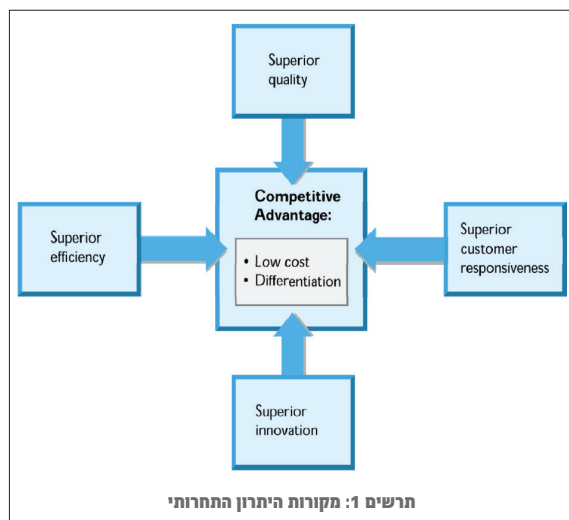 Superior
quality
Competitive
Advantage:
• Low cost
• Differentiation
Superior
efficiency
Superior
customer
responsiveness
Superior
innovation
תרשים 1: מקורות היתרון התחרותי